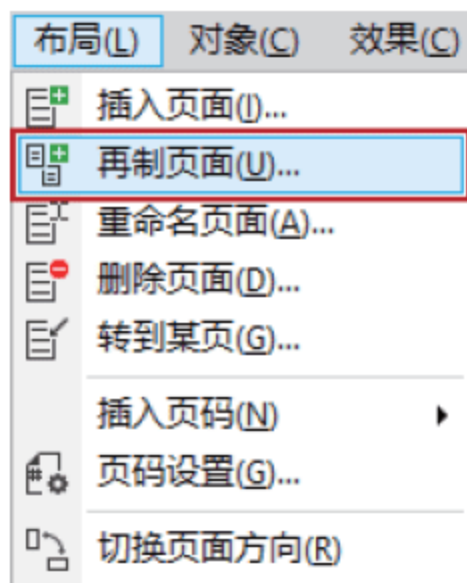 布局(L) 对象(C) 效果(C)
插入页面(I)...
再制页面(U)...
重命名页面(A)...
删除页面(D)...
转到某页(G)...
插入页码(N)
页码设置(G)...
切换页面方向(R)